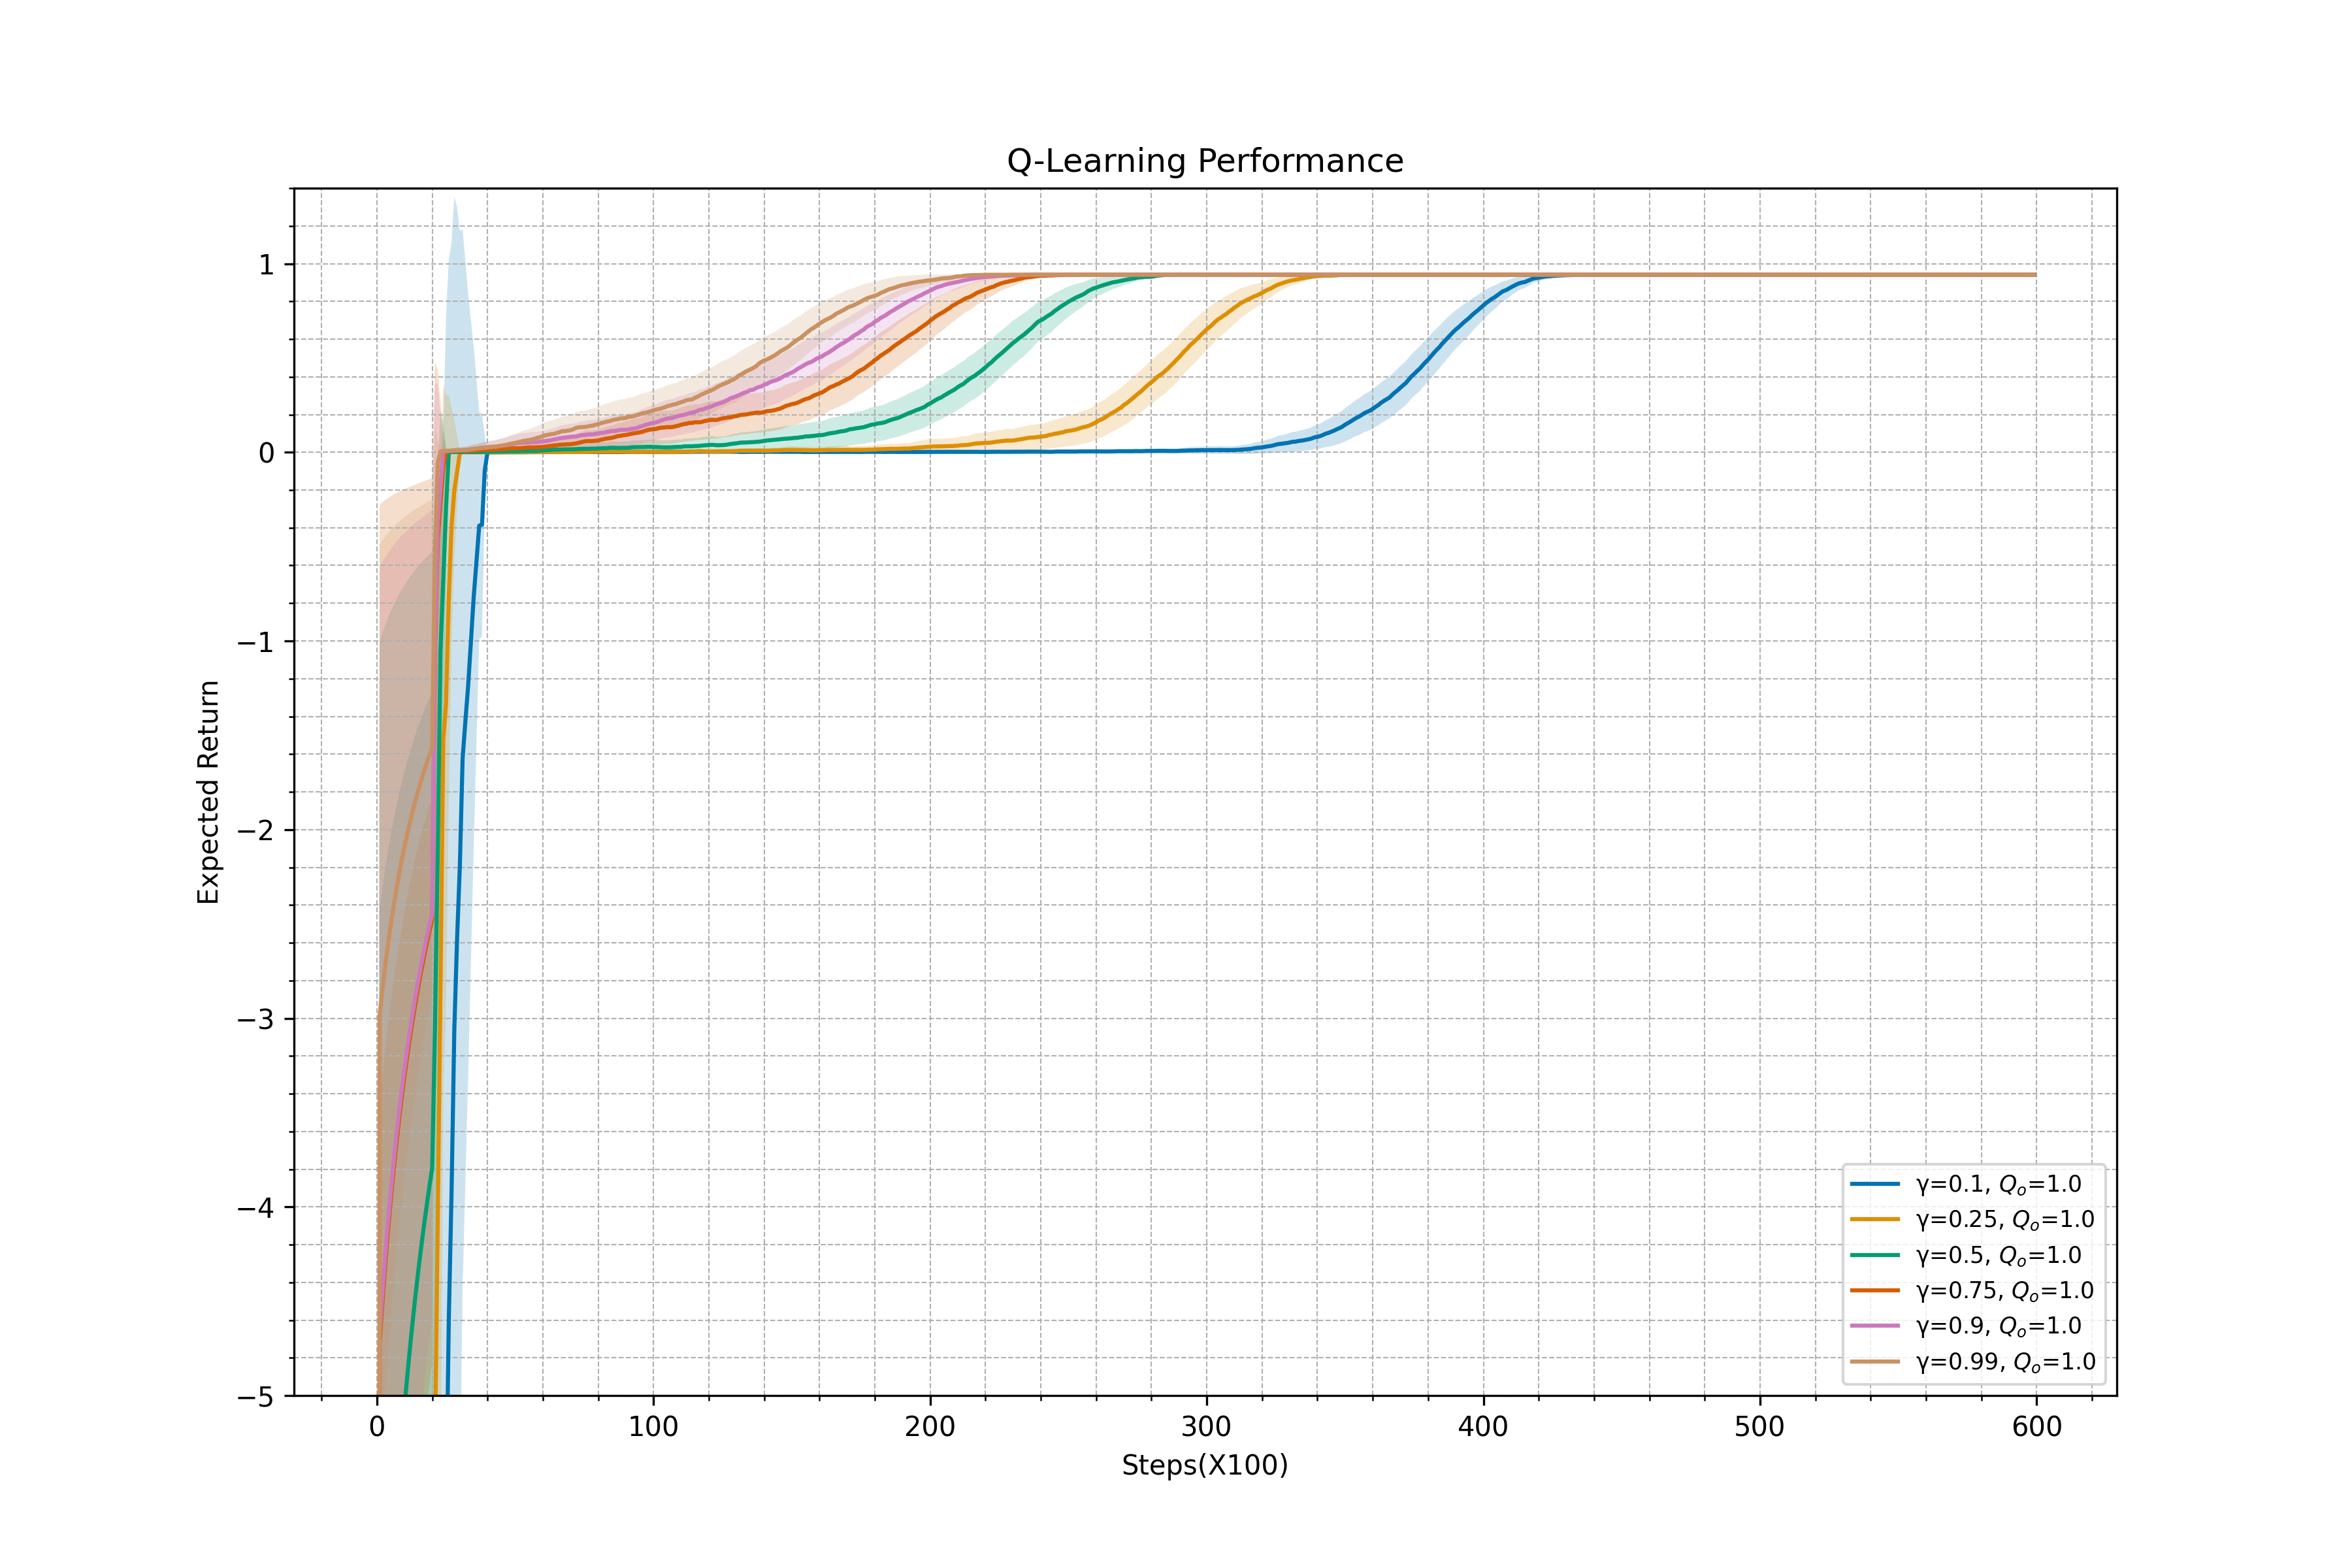 Q-Learning Performance
1
0
−1
−2
−3
−4
−5
Expected Return
0 100 200 300 400 500 600
Steps(X100)
γ=0.1, Qₒ=1.0
γ=0.25, Qₒ=1.0
γ=0.5, Qₒ=1.0
γ=0.75, Qₒ=1.0
γ=0.9, Qₒ=1.0
γ=0.99, Qₒ=1.0